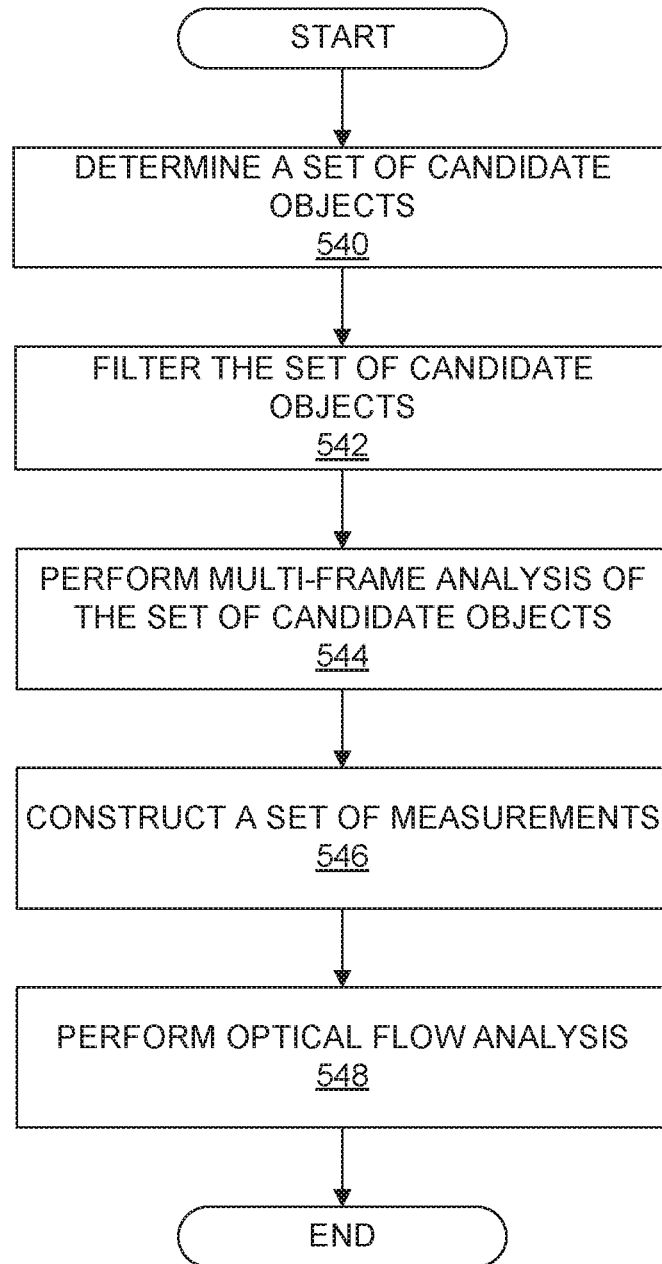 START
DETERMINE A SET OF CANDIDATE
OBJECTS
540
FILTER THE SET OF CANDIDATE
OBJECTS
542
PERFORM MULTI-FRAME ANALYSIS OF
THE SET OF CANDIDATE OBJECTS
544
CONSTRUCT A SET OF MEASUREMENTS
546
PERFORM OPTICAL FLOW ANALYSIS
548
END